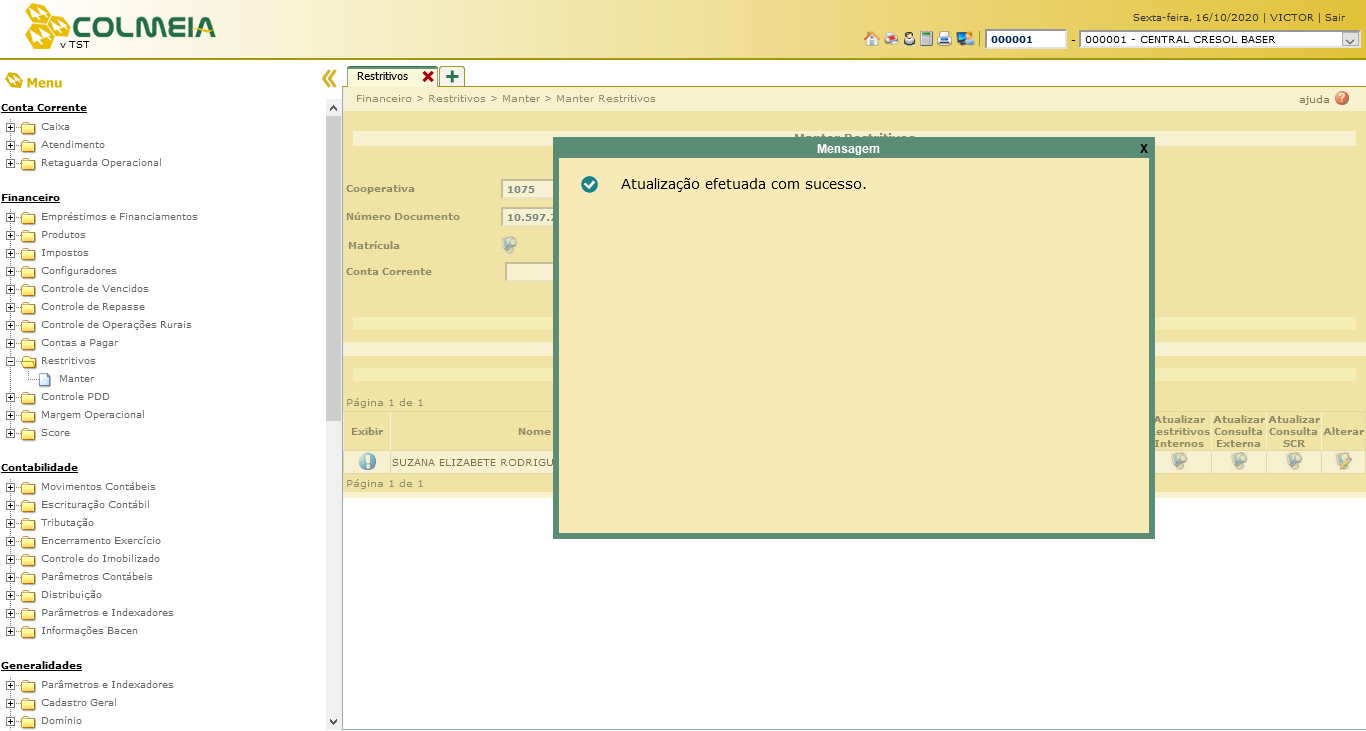 COLMEIA
v TST
Sexta-feira, 16/10/2020 | VICTOR | Sair
000001 - 000001 - CENTRAL CRESOL BASER
Menu
Conta Corrente
Caixa
Atendimento
Retaguarda Operacional
Financeiro
Empréstimos e Financiamentos
Produtos
Impostos
Configuradores
Controle de Vencidos
Controle de Repasse
Controle de Operações Rurais
Contas a Pagar
Restritivos
Manter
Controle PDD
Margem Operacional
Score
Contabilidade
Movimentos Contábeis
Escrituração Contábil
Tributação
Encerramento Exercício
Controle do Imobilizado
Parâmetros Contábeis
Distribuição
Parâmetros e Indexadores
Informações Bacen
Generalidades
Parâmetros e Indexadores
Cadastro Geral
Domínio
Restritivos
Financeiro > Restritivos > Manter > Manter Restritivos
ajuda ?
Manter Restritivos
Mensagem X
Atualização efetuada com sucesso.
Cooperativa 1075
Número Documento 10.597.7
Matrícula
Conta Corrente
Página 1 de 1
Exibir Nome
Atualizar
Restritivos
Internos
Atualizar
Consulta
Externa
Atualizar
Consulta
SCR
Alterar
SUZANA ELIZABETE RODRIGU
Página 1 de 1